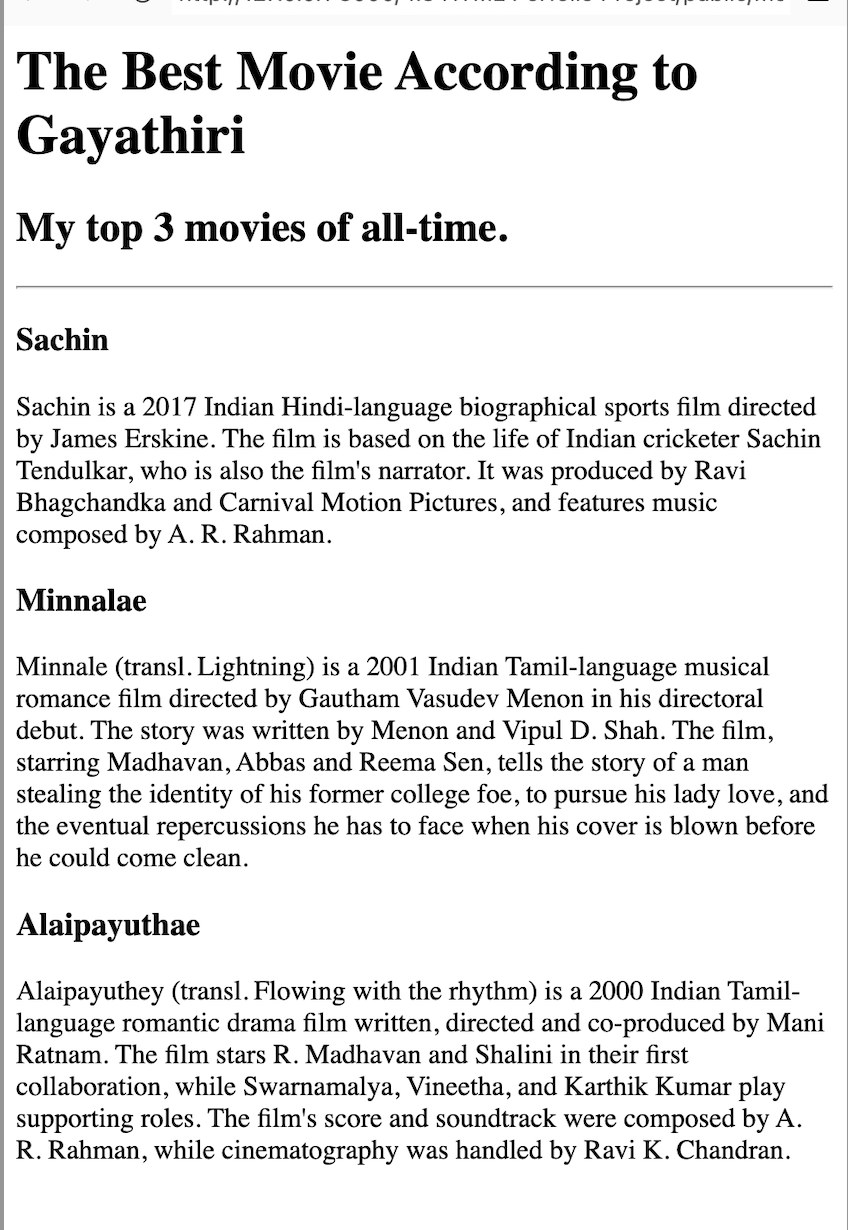 The Best Movie According to
Gayathiri
My top 3 movies of all-time.
Sachin
Sachin is a 2017 Indian Hindi-language biographical sports film directed
by James Erskine. The film is based on the life of Indian cricketer Sachin
Tendulkar, who is also the film's narrator. It was produced by Ravi
Bhagchandka and Carnival Motion Pictures, and features music
composed by A. R. Rahman.
Minnalae
Minnale (transl. Lightning) is a 2001 Indian Tamil-language musical
romance film directed by Gautham Vasudev Menon in his directoral
debut. The story was written by Menon and Vipul D. Shah. The film,
starring Madhavan, Abbas and Reema Sen, tells the story of a man
stealing the identity of his former college foe, to pursue his lady love, and
the eventual repercussions he has to face when his cover is blown before
he could come clean.
Alaipayuthae
Alaipayuthey (transl. Flowing with the rhythm) is a 2000 Indian Tamil-
language romantic drama film written, directed and co-produced by Mani
Ratnam. The film stars R. Madhavan and Shalini in their first
collaboration, while Swarnamalya, Vineetha, and Karthik Kumar play
supporting roles. The film's score and soundtrack were composed by A.
R. Rahman, while cinematography was handled by Ravi K. Chandran.